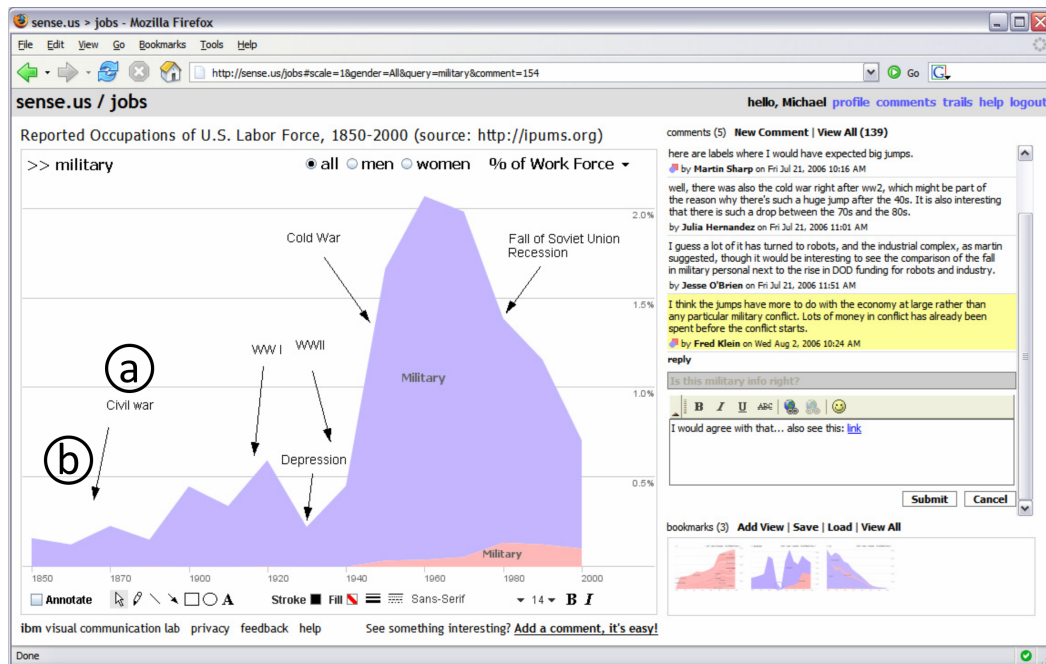 sense.us > jobs - Mozilla Firefox
File Edit View Go Bookmarks Tools Help
http://sense.us/jobs#scale=1&gender=All&query=military&comment=154
Go
G
sense.us / jobs
hello, Michael profile comments trails help logout
Reported Occupations of U.S. Labor Force, 1850-2000 (source: http://ipums.org)
>> military
all men women % of Work Force
2.0%
1.5%
1.0%
0.5%
Cold War
Fall of Soviet Union
Recession
WW I
WWII
a
Civil war
b
Military
Depression
Military
1850 1870 1900 1920 1940 1960 1980 2000
Annotate A Stroke Fill Sans-Serif 14 B I
ibm visual communication lab privacy feedback help
See something interesting? Add a comment, it's easy!
comments (5) New Comment | View All (139)
here are labels where I would have expected big jumps.
by Martin Sharp on Fri Jul 21, 2006 10:16 AM
well, there was also the cold war right after ww2, which might be part of
the reason why there's such a huge jump after the 40s. It is also interesting
that there is such a drop between the 70s and the 80s.
by Julia Hernandez on Fri Jul 21, 2006 11:01 AM
I guess a lot of it has turned to robots, and the industrial complex, as martin
suggested, though it would be interesting to see the comparison of the fall
in military personal next to the rise in DOD funding for robots and industry.
by Jesse O'Brien on Fri Jul 21, 2006 11:51 AM
I think the jumps have more to do with the economy at large rather than
any particular military conflict. Lots of money in conflict has already been
spent before the conflict starts.
by Fred Klein on Wed Aug 2, 2006 10:24 AM
reply
Is this military info right?
B I U ABC
I would agree with that... also see this: link
Submit Cancel
bookmarks (3) Add View | Save | Load | View All
Done